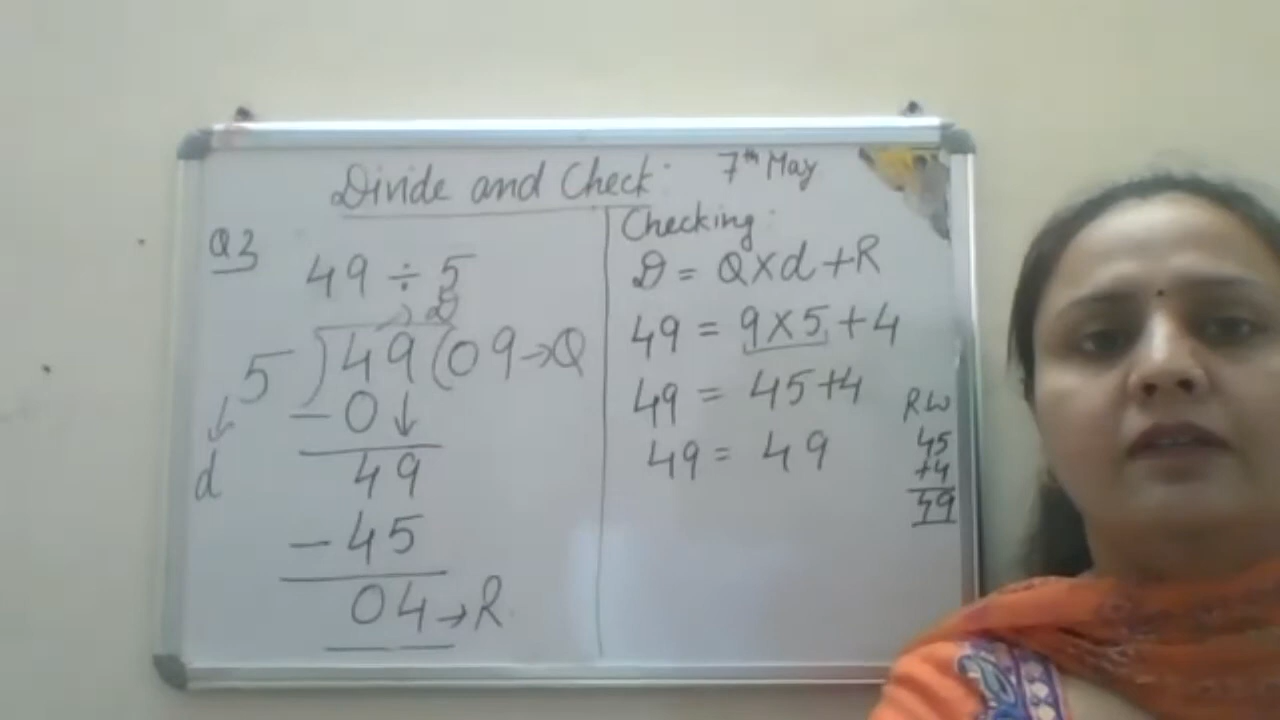 Divide and Check: 7th May
Q3
49 ÷ 5
→ D
5 ) 49 ( 09 → Q
↓
d
- 0 ↓
49
- 45
04 → R
Checking:
D = Q x d + R
49 = 9 x 5 + 4
49 = 45 + 4
49 = 49
RW
45
+4
49